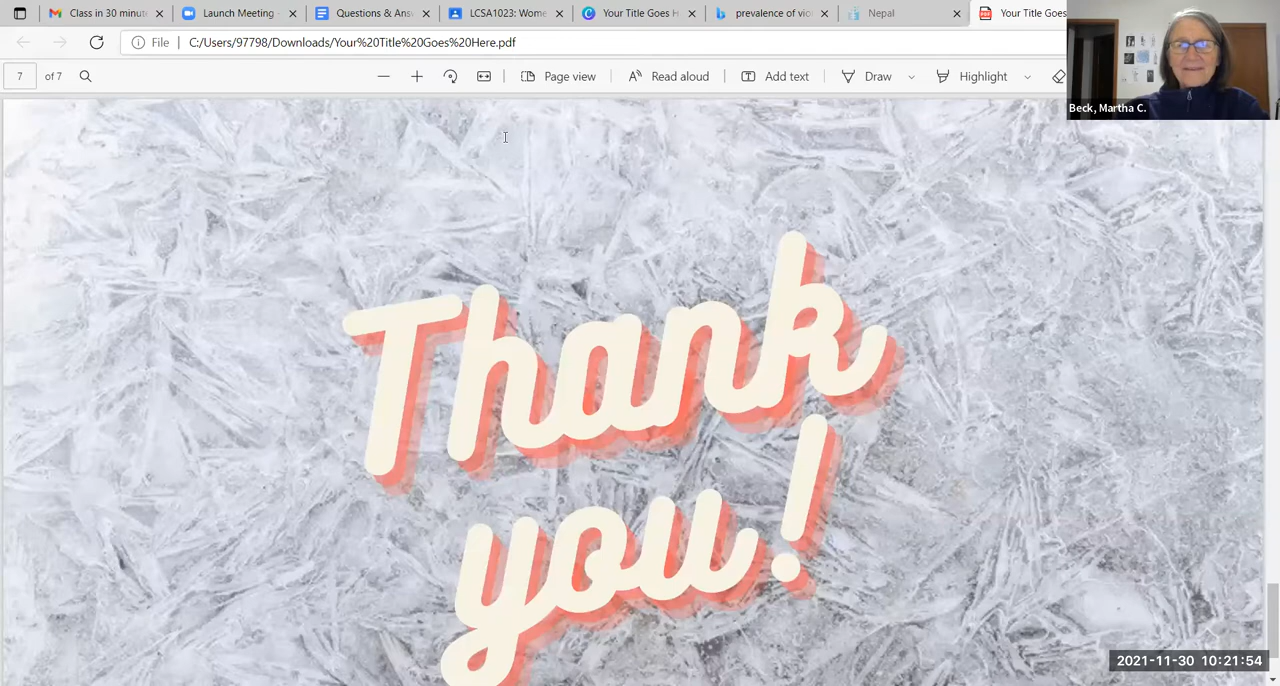 Class in 30 minute
Launch Meeting -
Questions & Ans
LCSA1023: Wome
Your Title Goes H
prevalence of vio
Nepal
Your Title Goes
File
C:/Users/97798/Downloads/Your%20Title%20Goes%20Here.pdf
7 of 7
Page view
Read aloud
Add text
Draw
Highlight
Beck, Martha C.
Thank
you!
2021-11-30 10:21:54